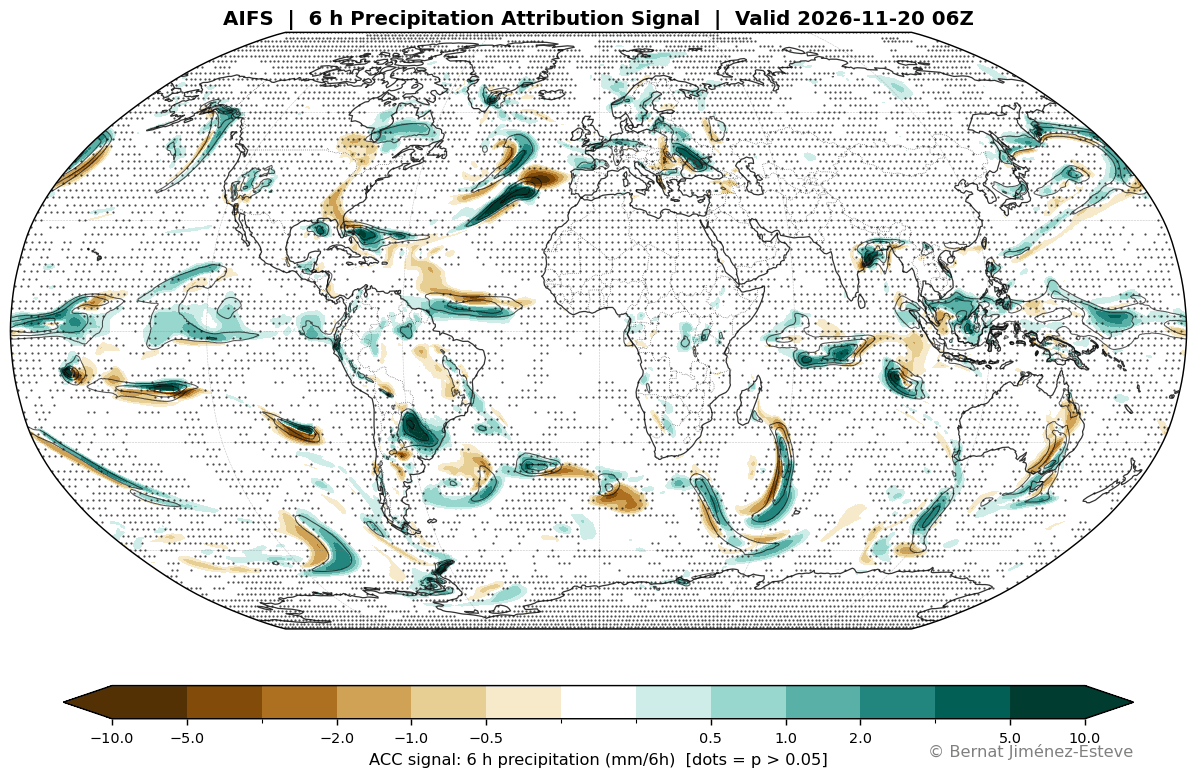 AIFS | 6 h Precipitation Attribution Signal | Valid 2026-11-20 06Z
−10.0 −5.0 −2.0 −1.0 −0.5 0.5 1.0 2.0 5.0 10.0
ACC signal: 6 h precipitation (mm/6h) [dots = p > 0.05]
© Bernat Jiménez-Esteve